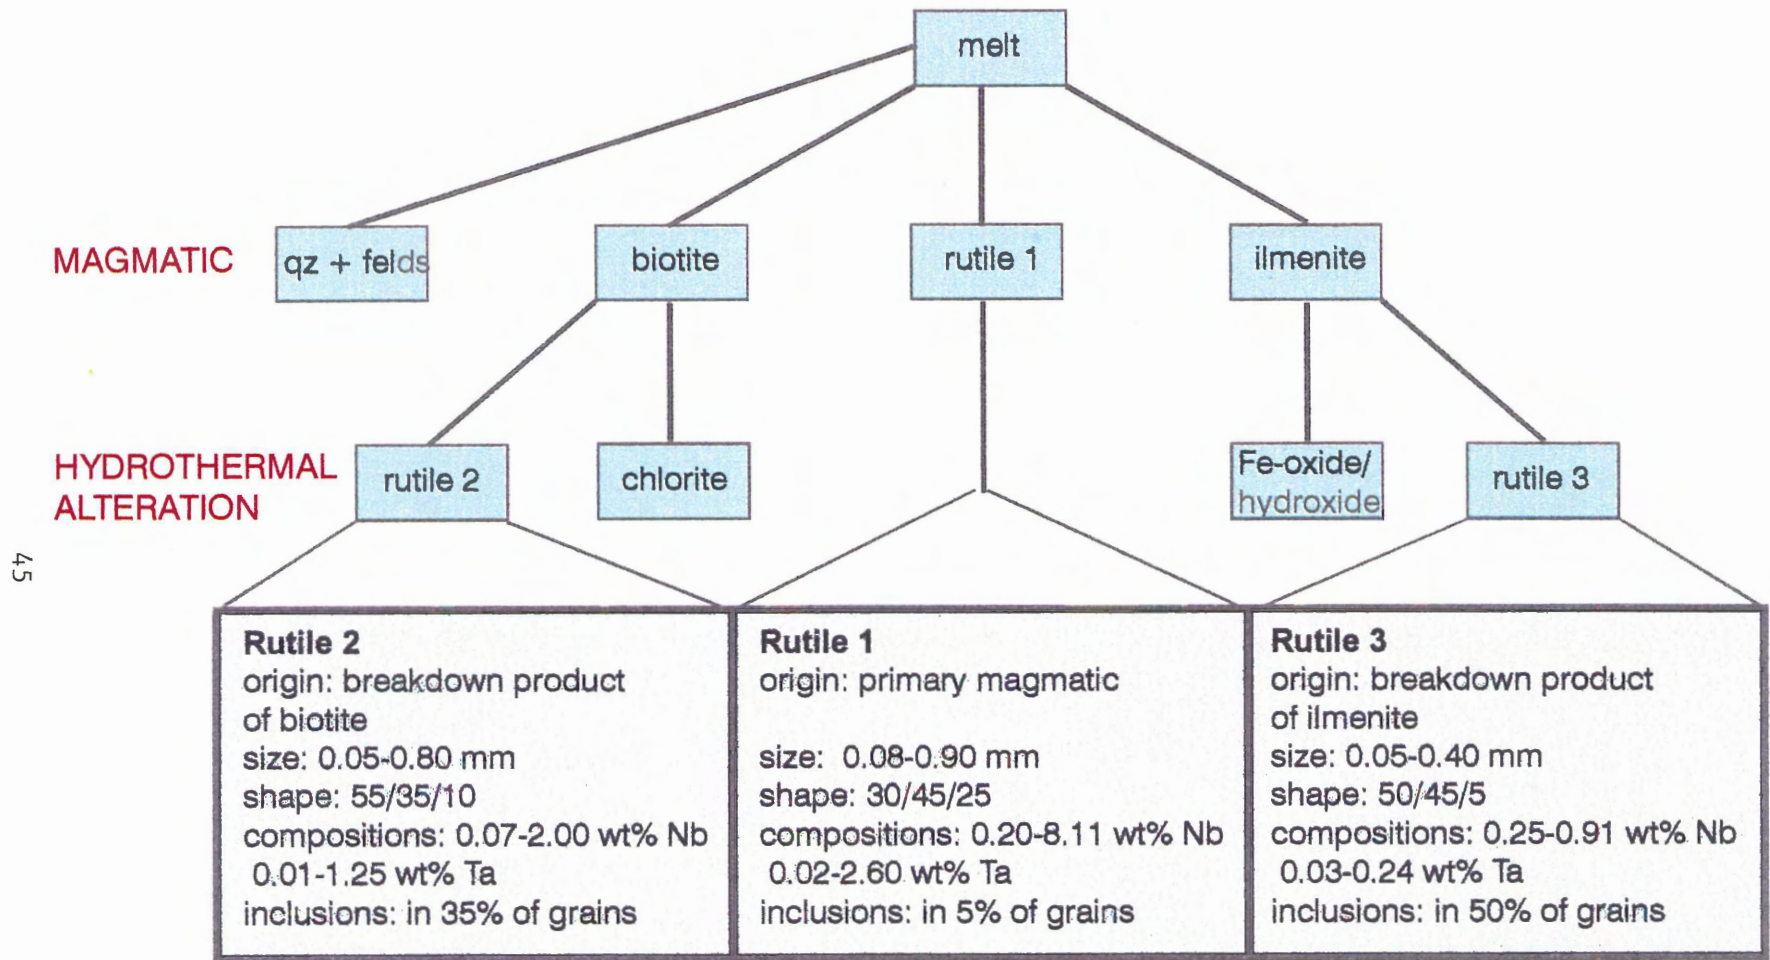 melt
MAGMATIC
qz + felds
biotite
rutile 1
ilmenite
HYDROTHERMAL
ALTERATION
rutile 2
chlorite
Fe-oxide/
hydroxide
rutile 3
45
Rutile 2
origin: breakdown product
of biotite
size: 0.05-0.80 mm
shape: 55/35/10
compositions: 0.07-2.00 wt% Nb
0.01-1.25 wt% Ta
inclusions: in 35% of grains
Rutile 1
origin: primary magmatic
size: 0.08-0.90 mm
shape: 30/45/25
compositions: 0.20-8.11 wt% Nb
0.02-2.60 wt% Ta
inclusions: in 5% of grains
Rutile 3
origin: breakdown product
of ilmenite
size: 0.05-0.40 mm
shape: 50/45/5
compositions: 0.25-0.91 wt% Nb
0.03-0.24 wt% Ta
inclusions: in 50% of grains